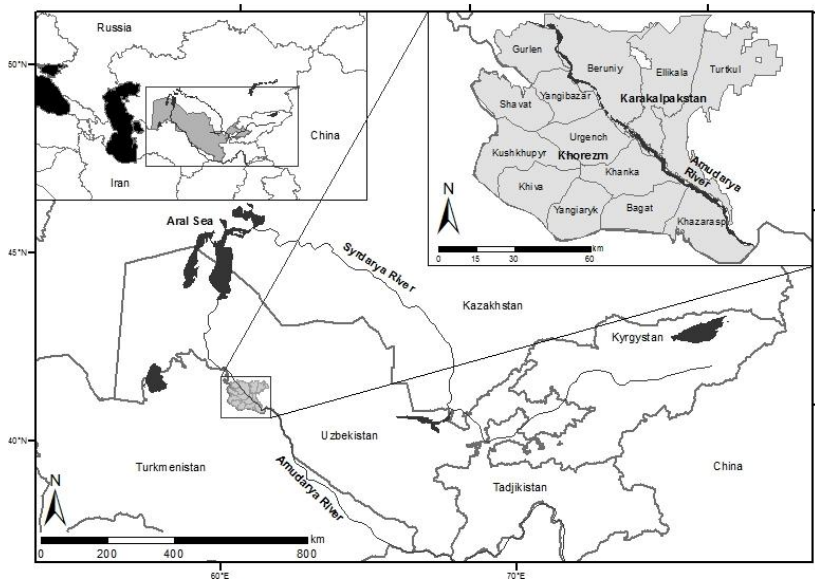 Russia
50°N
China
Iran
Gurlen
Beruniy
Ellikala
Turtkul
Shavat
Yangibazar
Karakalpakstan
Urgench
Kushkhupyr
Khorezm
Khanka
Amudarya
River
Khiva
Yangiaryk
Bagat
Khazarasp
N
0 15 30 45 60
km
Aral Sea
45°N
Syrdarya River
Kazakhstan
Kyrgystan
40°N
Uzbekistan
Turkmenistan
Amudarya River
China
Tadjikistan
N
km
0 200 400 800
60°E
70°E